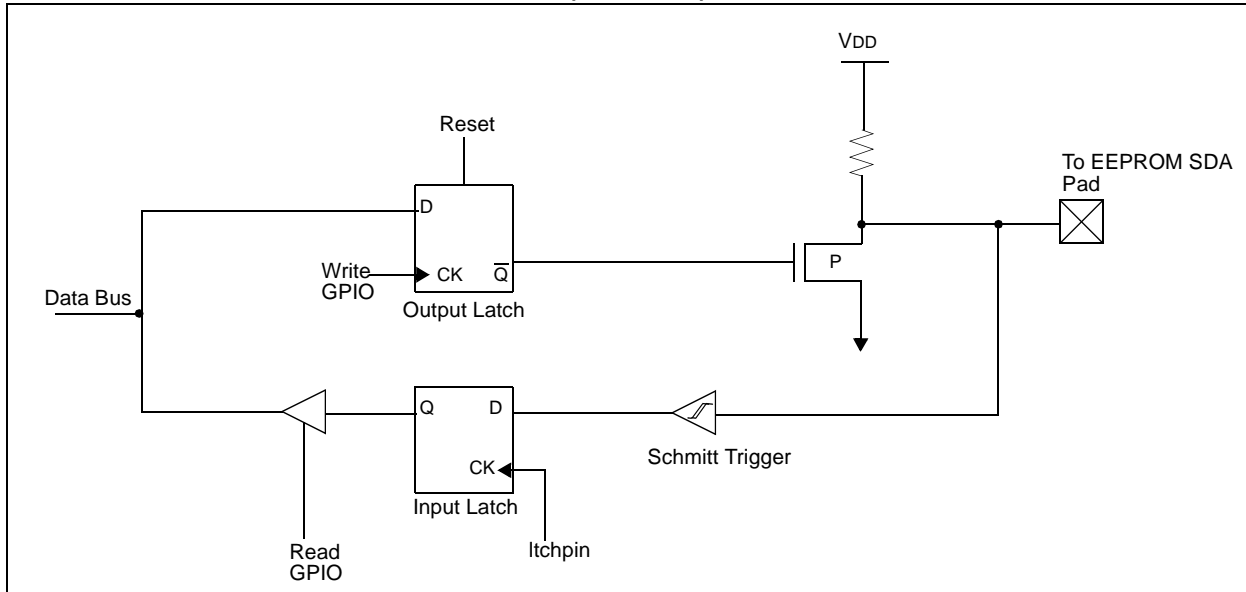 VDD
Reset
To EEPROM SDA
Pad
D
P
Write
GPIO
CK
Q
Data Bus
Output Latch
Q
D
Schmitt Trigger
CK
Input Latch
ltchpin
Read
GPIO